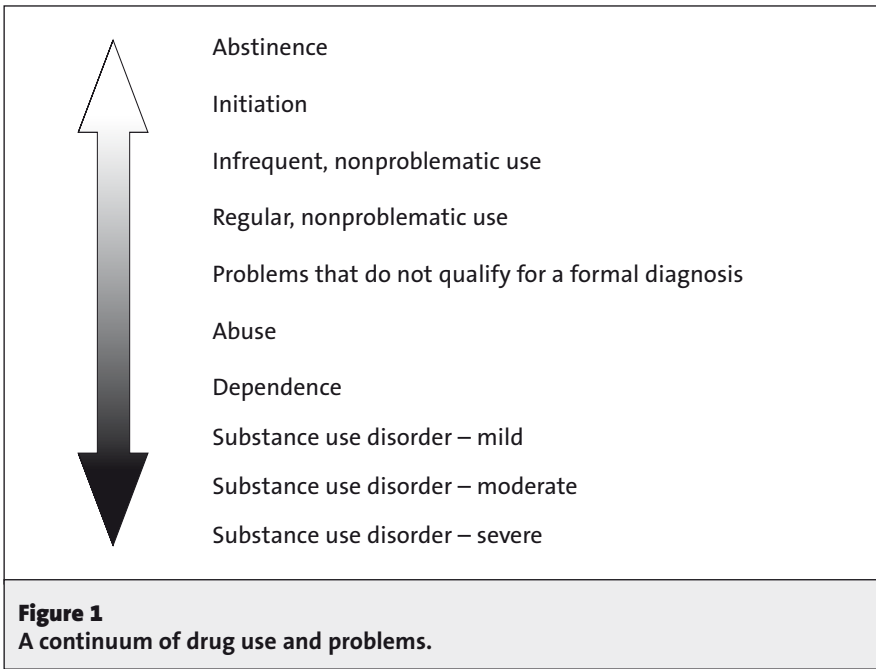 Abstinence
Initiation
Infrequent, nonproblematic use
Regular, nonproblematic use
Problems that do not qualify for a formal diagnosis
Abuse
Dependence
Substance use disorder – mild
Substance use disorder – moderate
Substance use disorder – severe
Figure 1
A continuum of drug use and problems.